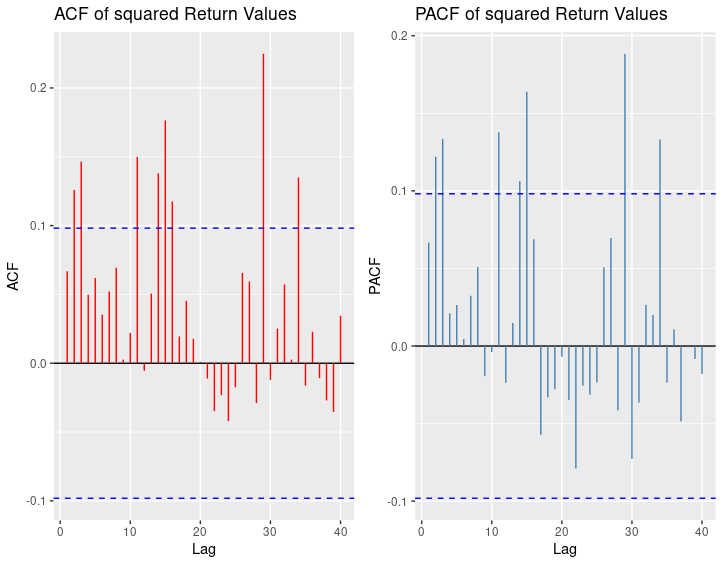 ACF of squared Return Values
0.2
0.1
0.0
-0.1
ACF
0 10 20 30 40
Lag
PACF of squared Return Values
0.2
0.1
0.0
-0.1
PACF
0 10 20 30 40
Lag